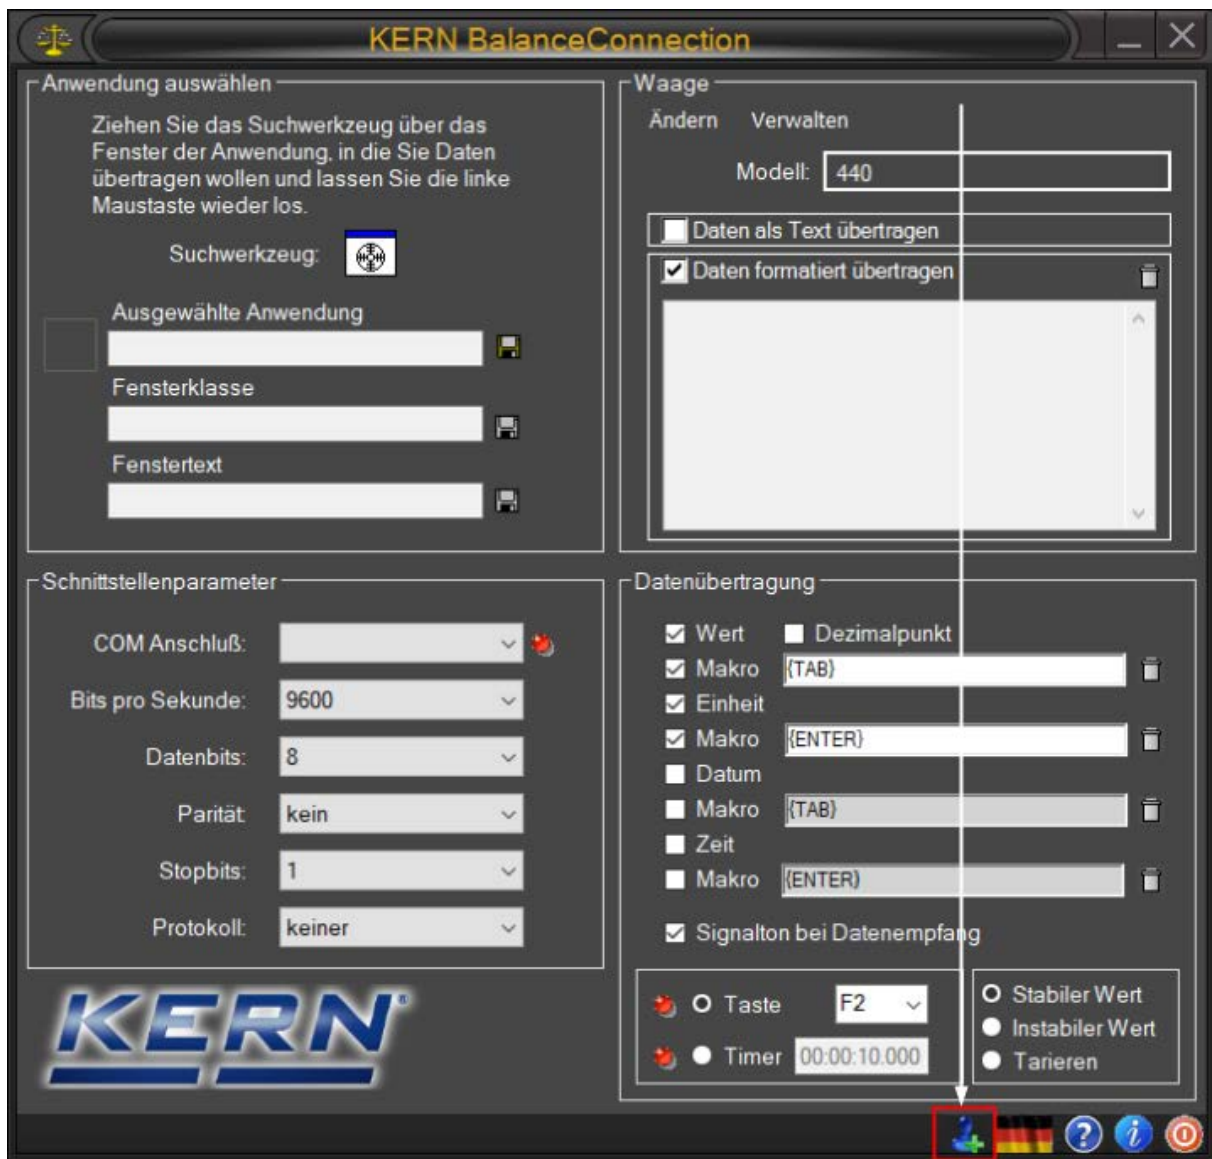 KERN BalanceConnection
Anwendung auswählen
Ziehen Sie das Suchwerkzeug über das
Fenster der Anwendung, in die Sie Daten
übertragen wollen und lassen Sie die linke
Maustaste wieder los.
Suchwerkzeug:
Ausgewählte Anwendung
Fensterklasse
Fenstertext
Waage
Ändern Verwalten
Modell: 440
Daten als Text übertragen
Daten formatiert übertragen
Schnittstellenparameter
COM Anschluß:
Bits pro Sekunde: 9600
Datenbits: 8
Parität: kein
Stopbits: 1
Protokoll: keiner
KERN®
Datenübertragung
Wert Dezimalpunkt
Makro {TAB}
Einheit
Makro {ENTER}
Datum
Makro {TAB}
Zeit
Makro {ENTER}
Signalton bei Datenempfang
Taste F2
Timer 00:00:10.000
Stabiler Wert
Instabiler Wert
Tarieren
? i